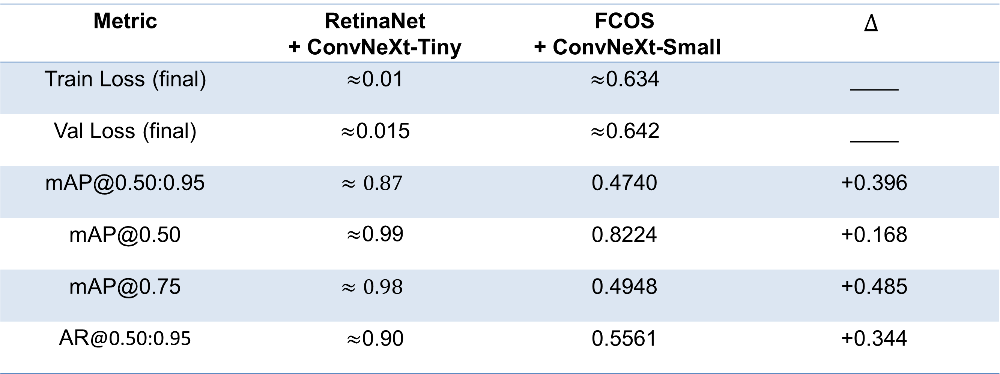 Metric RetinaNet + ConvNeXt-Tiny FCOS + ConvNeXt-Small Δ
Train Loss (final) ≈0.01 ≈0.634 _____
Val Loss (final) ≈0.015 ≈0.642 _____
mAP@0.50:0.95 ≈ 0.87 0.4740 +0.396
mAP@0.50 ≈0.99 0.8224 +0.168
mAP@0.75 ≈ 0.98 0.4948 +0.485
AR@0.50:0.95 ≈0.90 0.5561 +0.344